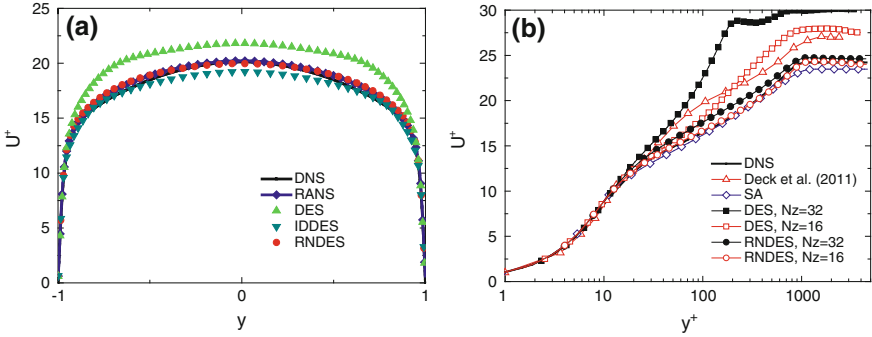 (a)
U+
25
20
15
10
5
0
-1
0
1
y
DNS
RANS
DES
IDDES
RNDES
(b)
U+
30
25
20
15
10
5
0
1
10
100
1000
y+
DNS
Deck et al. (2011)
SA
DES, Nz=32
DES, Nz=16
RNDES, Nz=32
RNDES, Nz=16